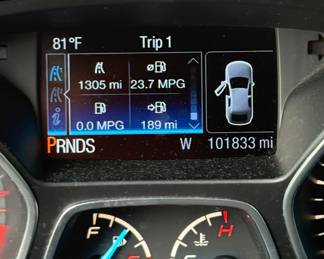 81°F Trip 1
1305 mi 23.7 MPG
0.0 MPG 189 mi
PRNDS W 101833 mi
F E H